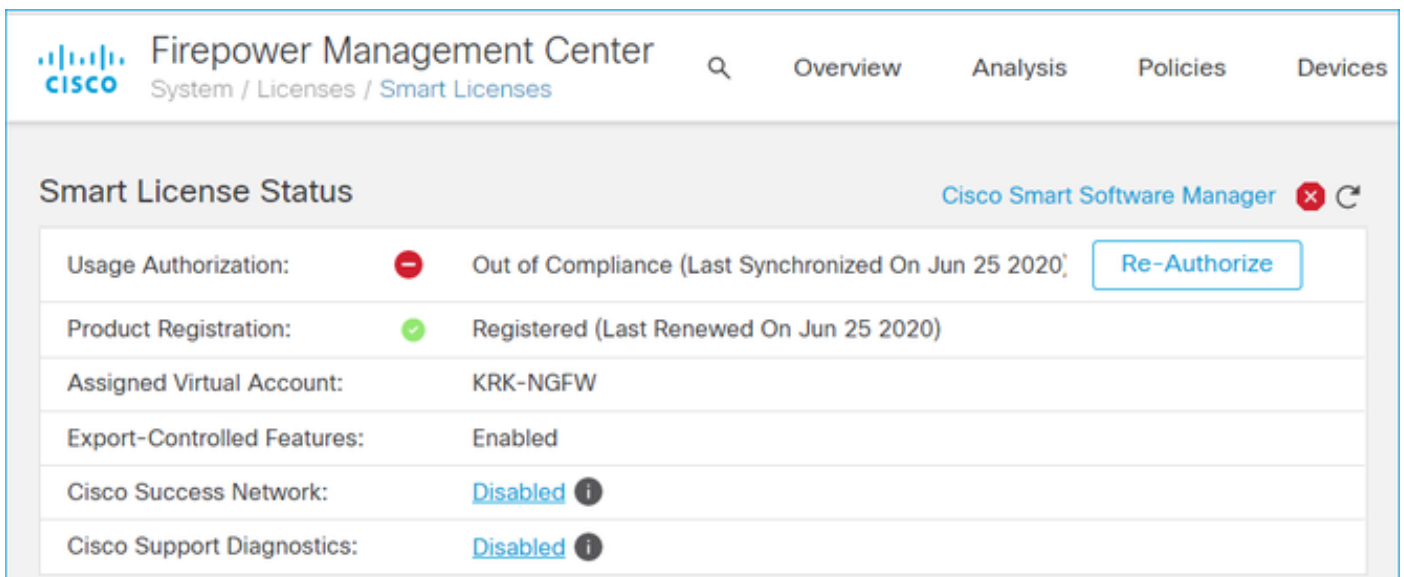 Firepower Management Center
CISCO
System / Licenses / Smart Licenses
Overview Analysis Policies Devices
Smart License Status
Cisco Smart Software Manager
Usage Authorization: Out of Compliance (Last Synchronized On Jun 25 2020) Re-Authorize
Product Registration: Registered (Last Renewed On Jun 25 2020)
Assigned Virtual Account: KRK-NGFW
Export-Controlled Features: Enabled
Cisco Success Network: Disabled
Cisco Support Diagnostics: Disabled